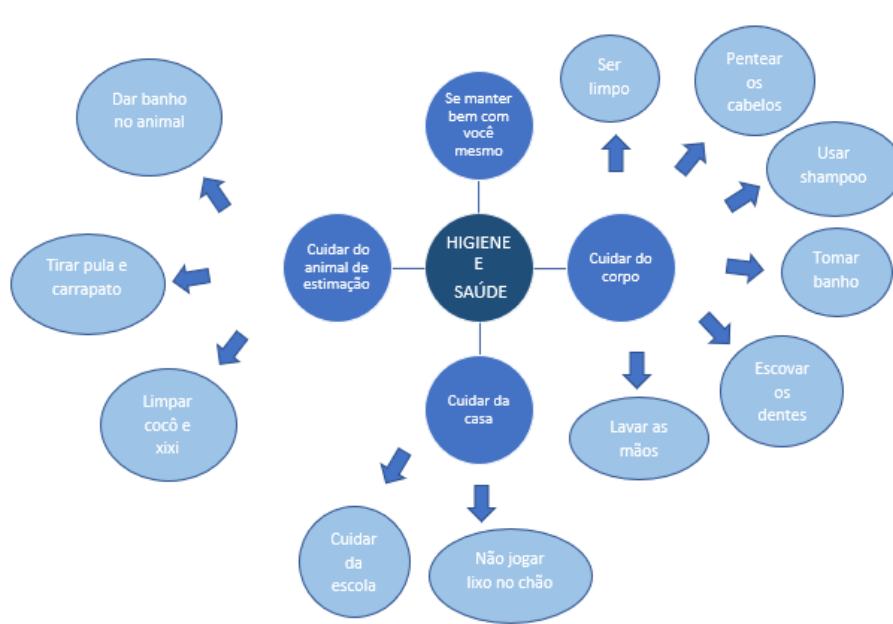 Dar banho
no animal
Tirar pula e
carrapato
Limpar
cocô e
xixi
Se manter
bem com
você
mesmo
Cuidar do
animal de
estimação
HIGIENE
E
SAÚDE
Cuidar do
corpo
Cuidar da
casa
Ser
limpo
Pentear
os
cabelos
Usar
shampoo
Tomar
banho
Escovar
os
dentes
Lavar as
mãos
Cuidar
da
escola
Não jogar
lixo no chão